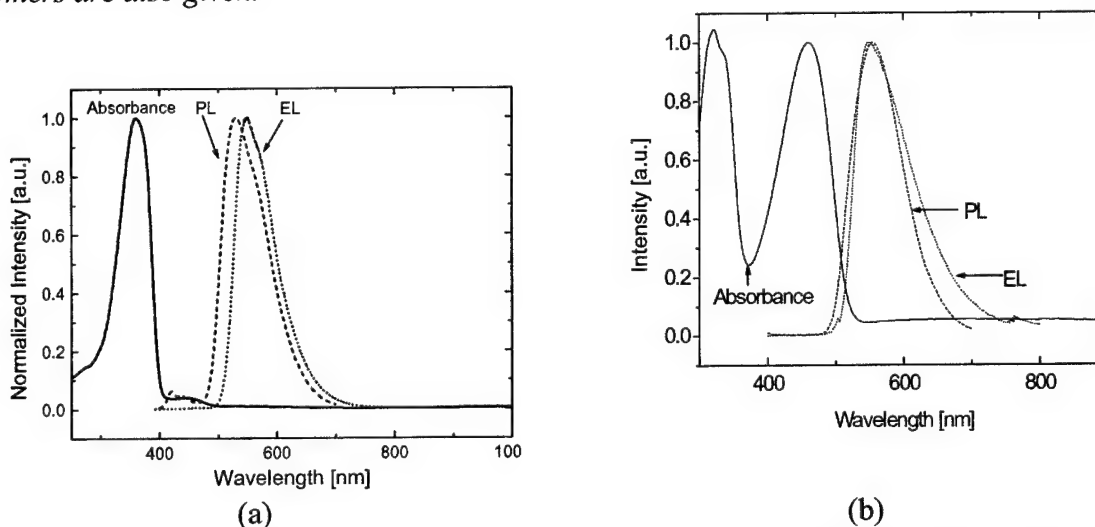 are also given.
Absorbance PL EL
Normalized Intensity [a.u.]
1.0
0.8
0.6
0.4
0.2
0.0
400 600 800 100
Wavelength [nm]
(a)
Intensity [a.u.]
1.0
0.8
0.6
0.4
0.2
0.0
PL
EL
Absorbance
400 600 800
Wavelength [nm]
(b)